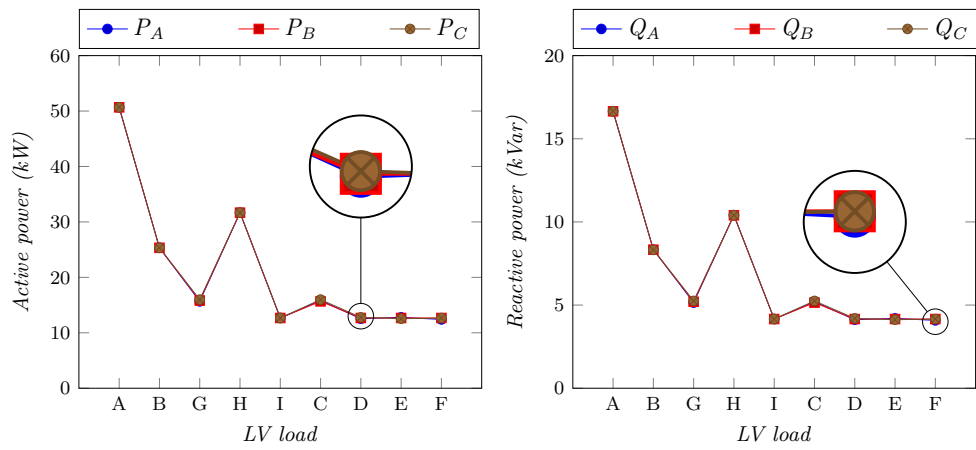 P_A P_B P_C
60
50
40
30
20
10
0
Active power (kW)
A B G H I C D E F
LV load
Q_A Q_B Q_C
20
15
10
5
0
Reactive power (kVar)
A B G H I C D E F
LV load